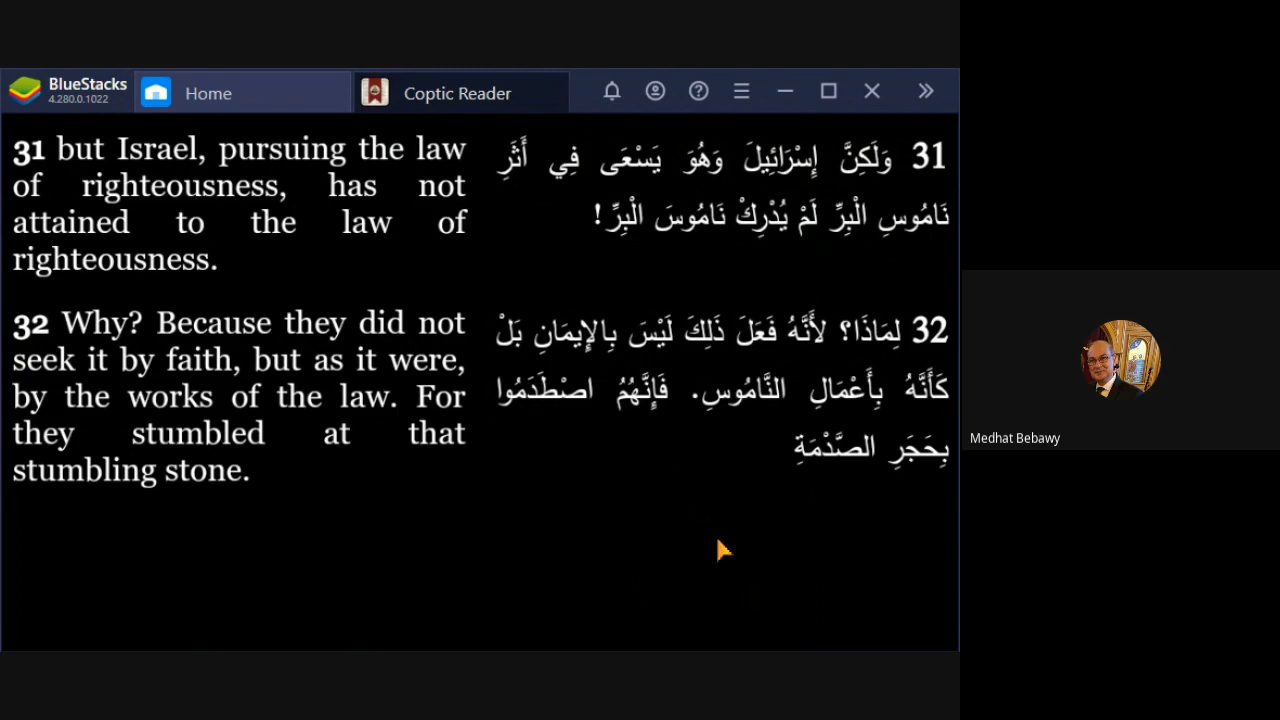 BlueStacks
4.280.0.1022
Home
Coptic Reader
31 but Israel, pursuing the law
of righteousness, has not
attained to the law of
righteousness.
31 وَلَكِنَّ إِسْرَائِيلَ وَهُوَ يَسْعَى فِي أَثَرِ
نَامُوسِ الْبِرِّ لَمْ يُدْرِكْ نَامُوسَ الْبِرِّ!
32 Why? Because they did not
seek it by faith, but as it were,
by the works of the law. For
they stumbled at that
stumbling stone.
32 لِمَاذَا؟ لأَنَّهُ فَعَلَ ذَلِكَ لَيْسَ بِالإِيمَانِ بَلْ
كَأَنَّهُ بِأَعْمَالِ النَّامُوسِ. فَإِنَّهُمُ اصْطَدَمُوا
بِحَجَرِ الصَّدْمَةِ
Medhat Bebawy